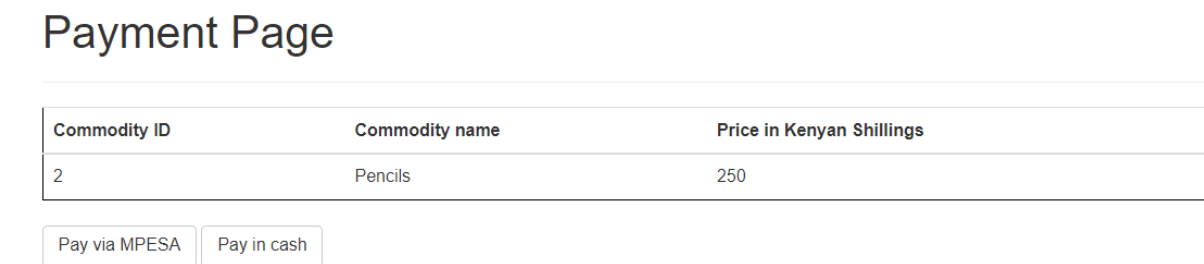 Payment Page
Commodity ID Commodity name Price in Kenyan Shillings
2 Pencils 250
Pay via MPESA Pay in cash